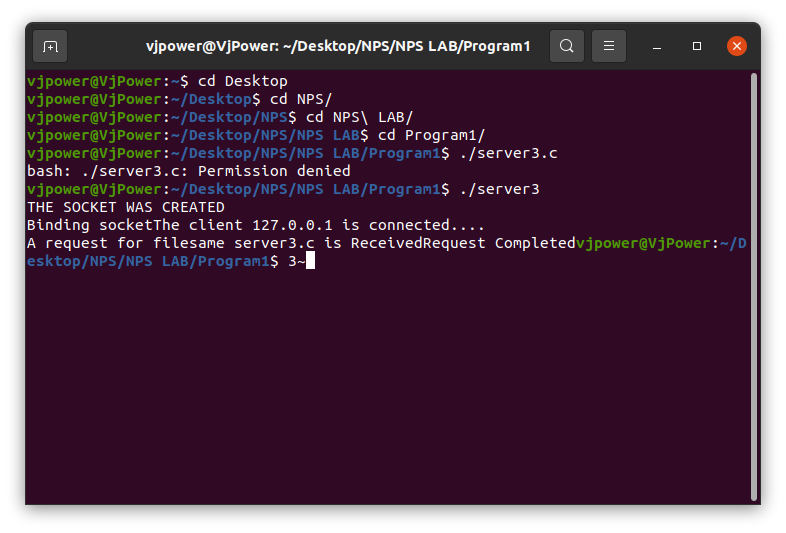 vjpower@VjPower: ~/Desktop/NPS/NPS LAB/Program1
vjpower@VjPower:~$ cd Desktop
vjpower@VjPower:~/Desktop$ cd NPS/
vjpower@VjPower:~/Desktop/NPS$ cd NPS\ LAB/
vjpower@VjPower:~/Desktop/NPS/NPS LAB$ cd Program1/
vjpower@VjPower:~/Desktop/NPS/NPS LAB/Program1$ ./server3.c
bash: ./server3.c: Permission denied
vjpower@VjPower:~/Desktop/NPS/NPS LAB/Program1$ ./server3
THE SOCKET WAS CREATED
Binding socketThe client 127.0.0.1 is connected....
A request for filesame server3.c is ReceivedRequest Completedvjpower@VjPower:~/D
esktop/NPS/NPS LAB/Program1$ 3~